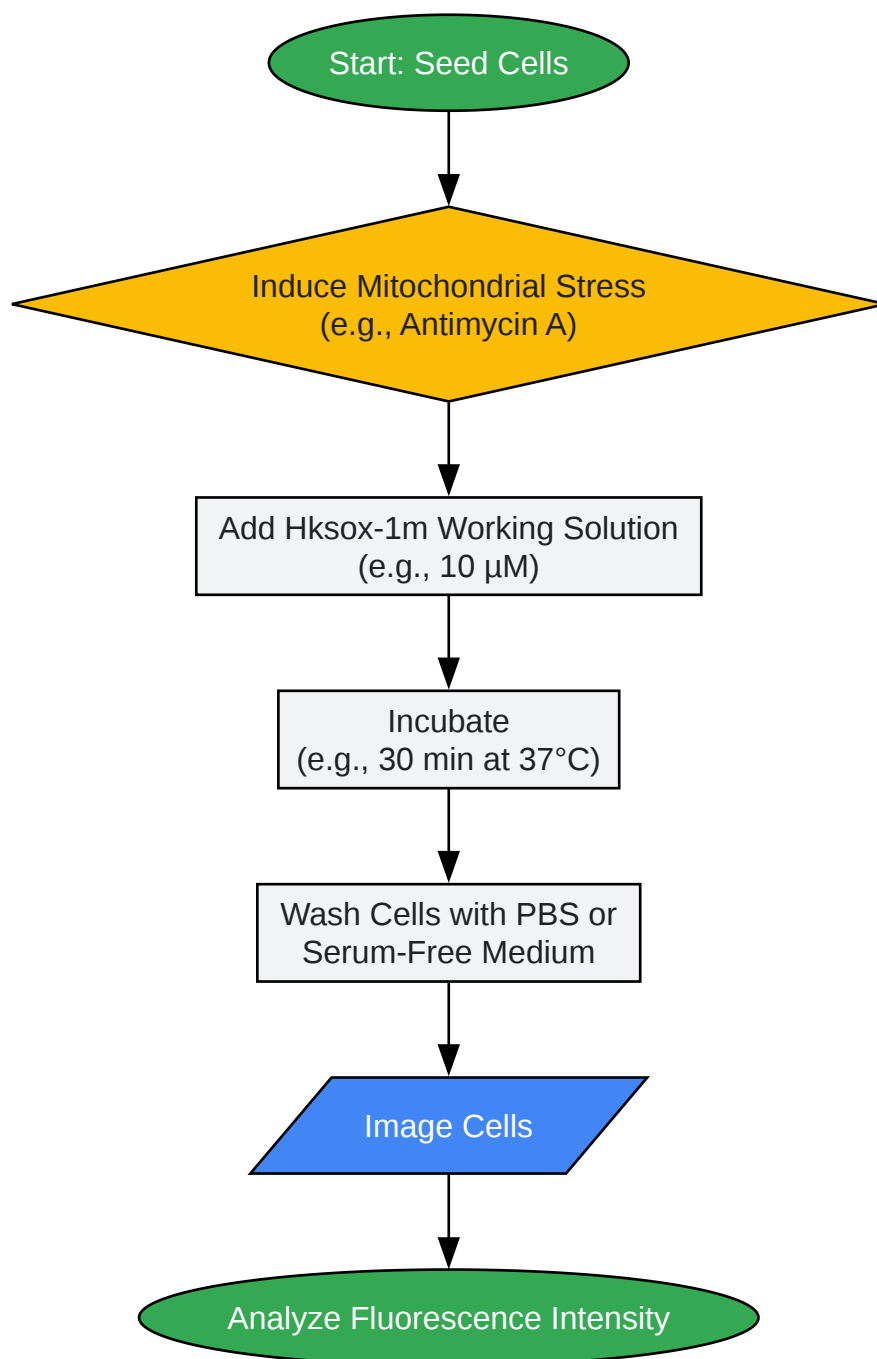 Start: Seed Cells
Induce Mitochondrial Stress
(e.g., Antimycin A)
Add Hksox-1m Working Solution
(e.g., 10 µM)
Incubate
(e.g., 30 min at 37°C)
Wash Cells with PBS or
Serum-Free Medium
Image Cells
Analyze Fluorescence Intensity